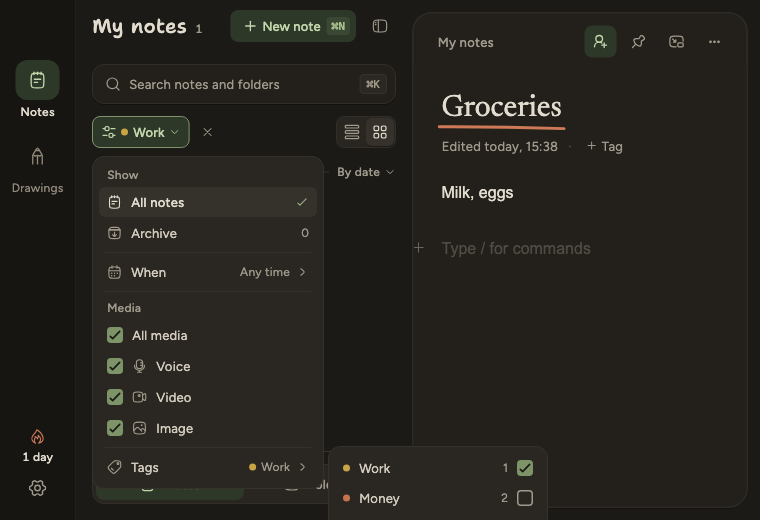 Notes
Drawings
1 day
My notes 1
+ New note ⌘N
Search notes and folders ⌘K
Work
By date
Show
All notes
Archive 0
When Any time
Media
All media
Voice
Video
Image
Tags Work
Work 1
Money 2
My notes
Groceries
Edited today, 15:38 · + Tag
Milk, eggs
Type / for commands